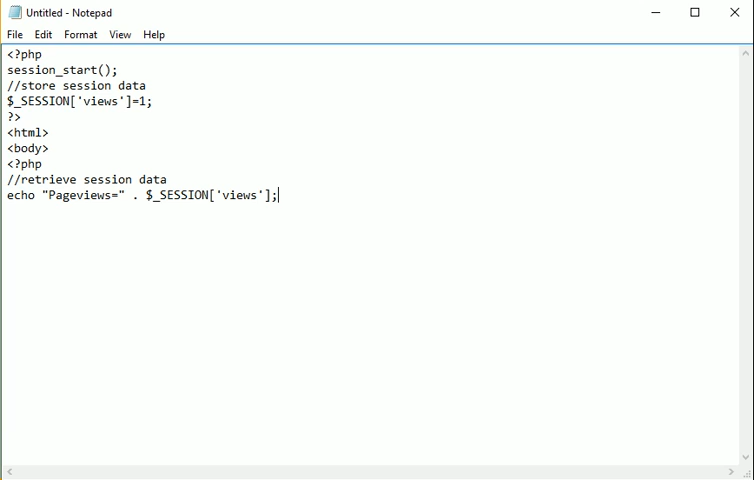 Untitled - Notepad
File Edit Format View Help
<?php
session_start();
//store session data
$_SESSION['views']=1;
?>
<html>
<body>
<?php
//retrieve session data
echo "Pageviews=" . $_SESSION['views'];